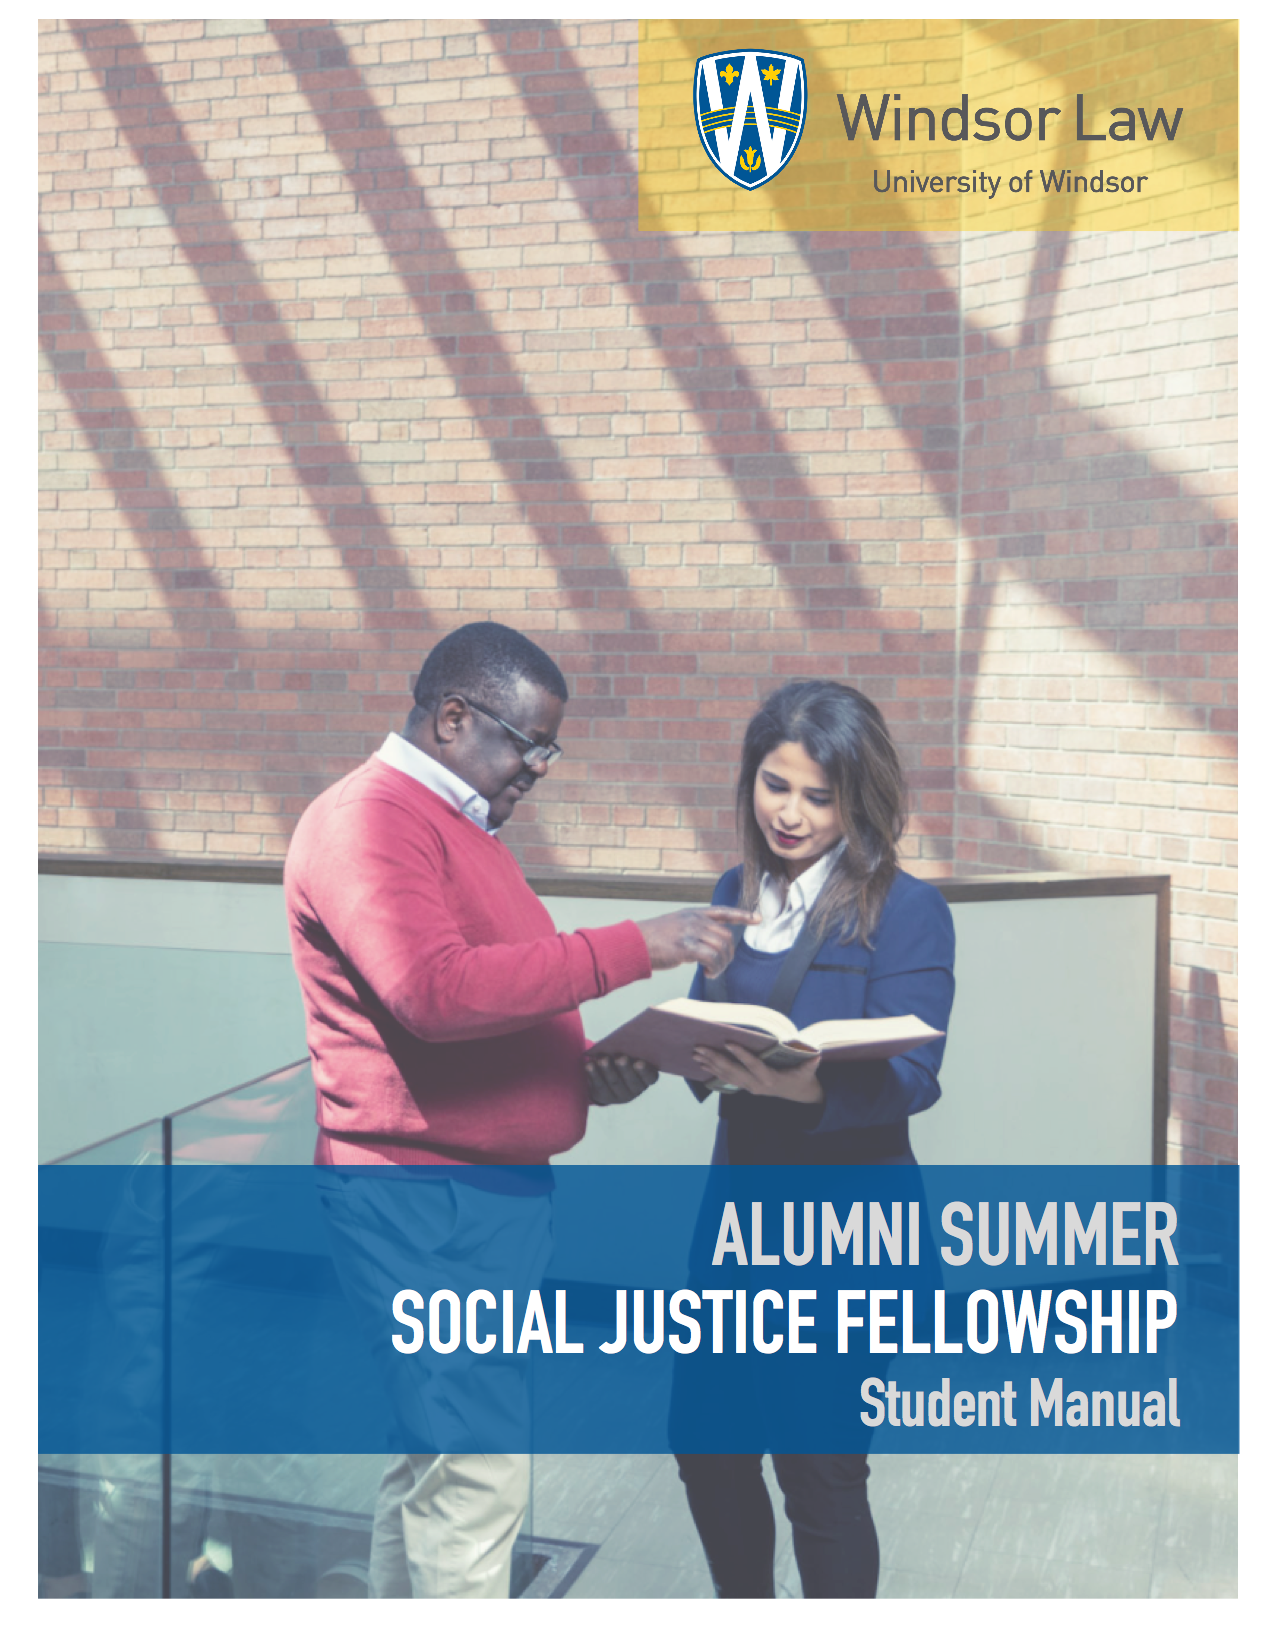 Windsor Law
University of Windsor
ALUMNI SUMMER
SOCIAL JUSTICE FELLOWSHIP
Student Manual